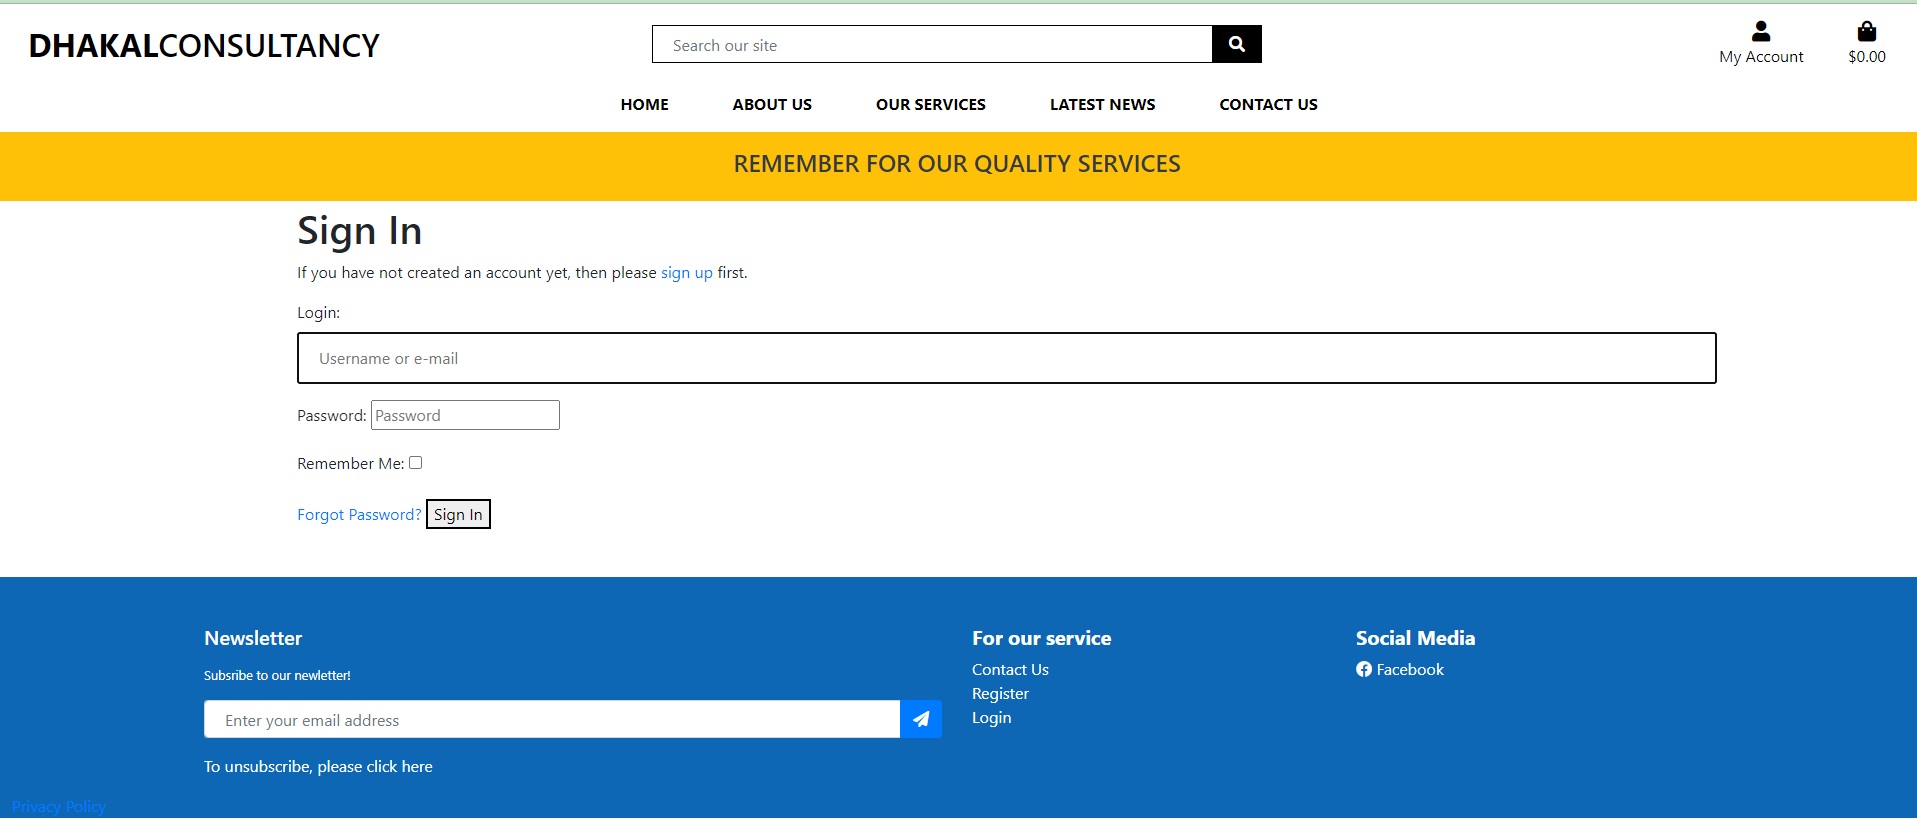 DHAKALCONSULTANCY
Search our site
My Account
$0.00
HOME ABOUT US OUR SERVICES LATEST NEWS CONTACT US
REMEMBER FOR OUR QUALITY SERVICES
Sign In
If you have not created an account yet, then please sign up first.
Login:
Username or e-mail
Password: Password
Remember Me:
Forgot Password? Sign In
Newsletter
Subsribe to our newletter!
Enter your email address
To unsubscribe, please click here
For our service
Contact Us
Register
Login
Social Media
Facebook
Privacy Policy